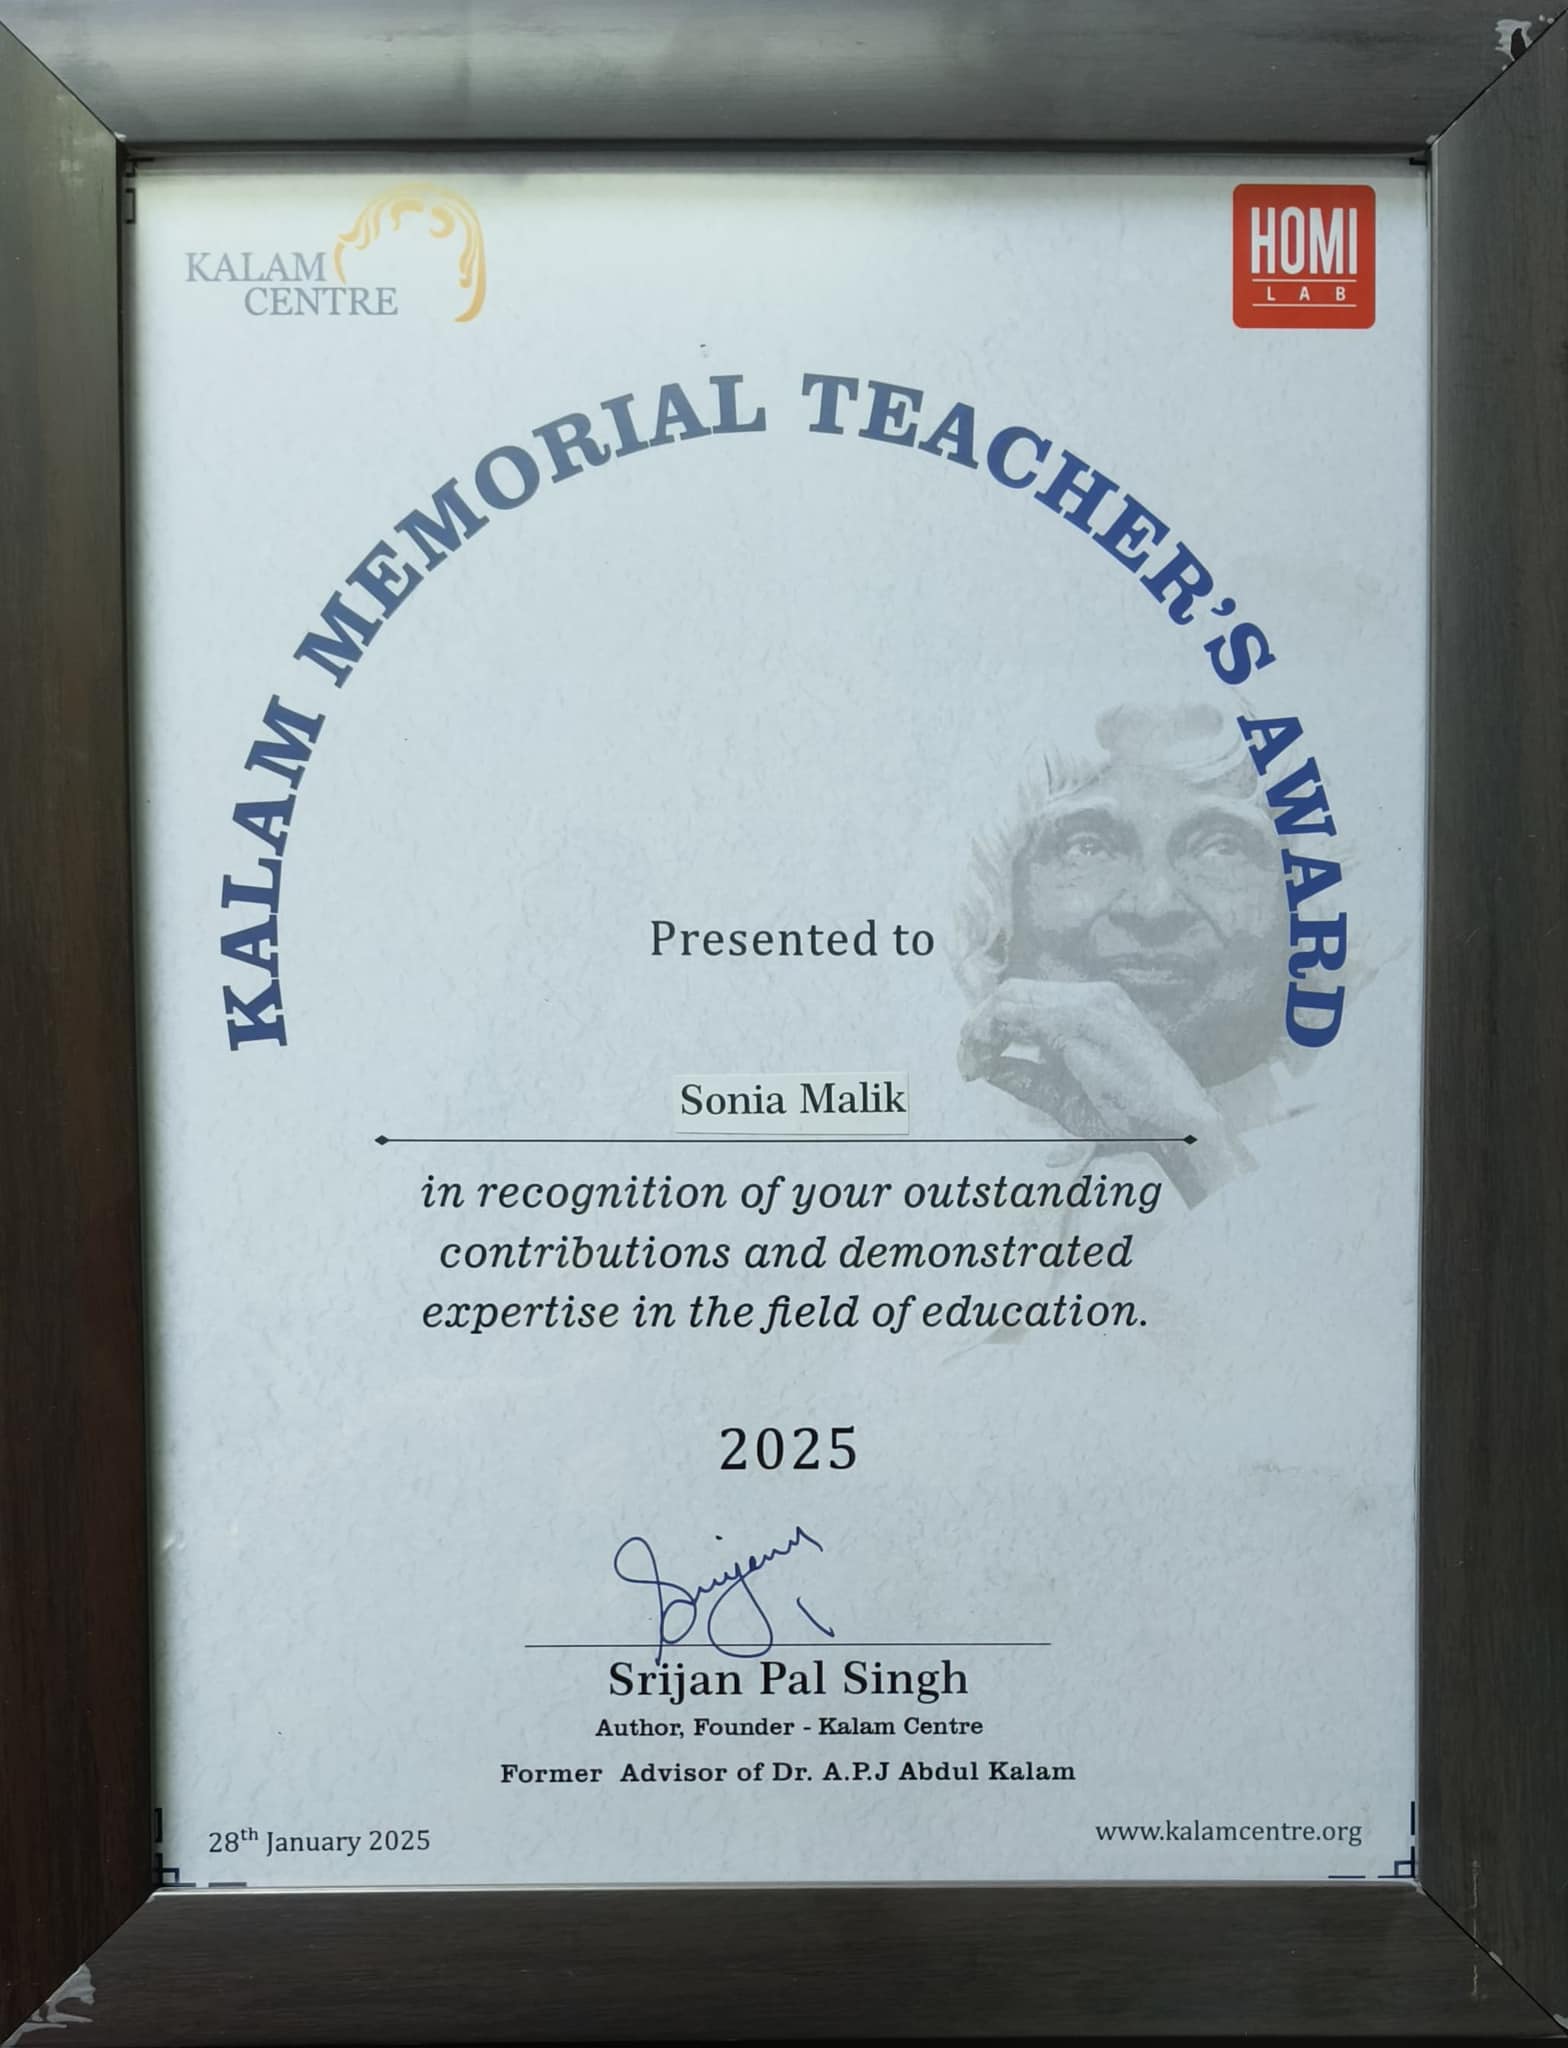 KALAM
CENTRE
HOMI
LAB
KALAM MEMORIAL TEACHER'S AWARD
Presented to
Sonia Malik
in recognition of your outstanding
contributions and demonstrated
expertise in the field of education.
2025
Srijan
Srijan Pal Singh
Author, Founder - Kalam Centre
Former Advisor of Dr. A.P.J Abdul Kalam
28th January 2025
www.kalamcentre.org